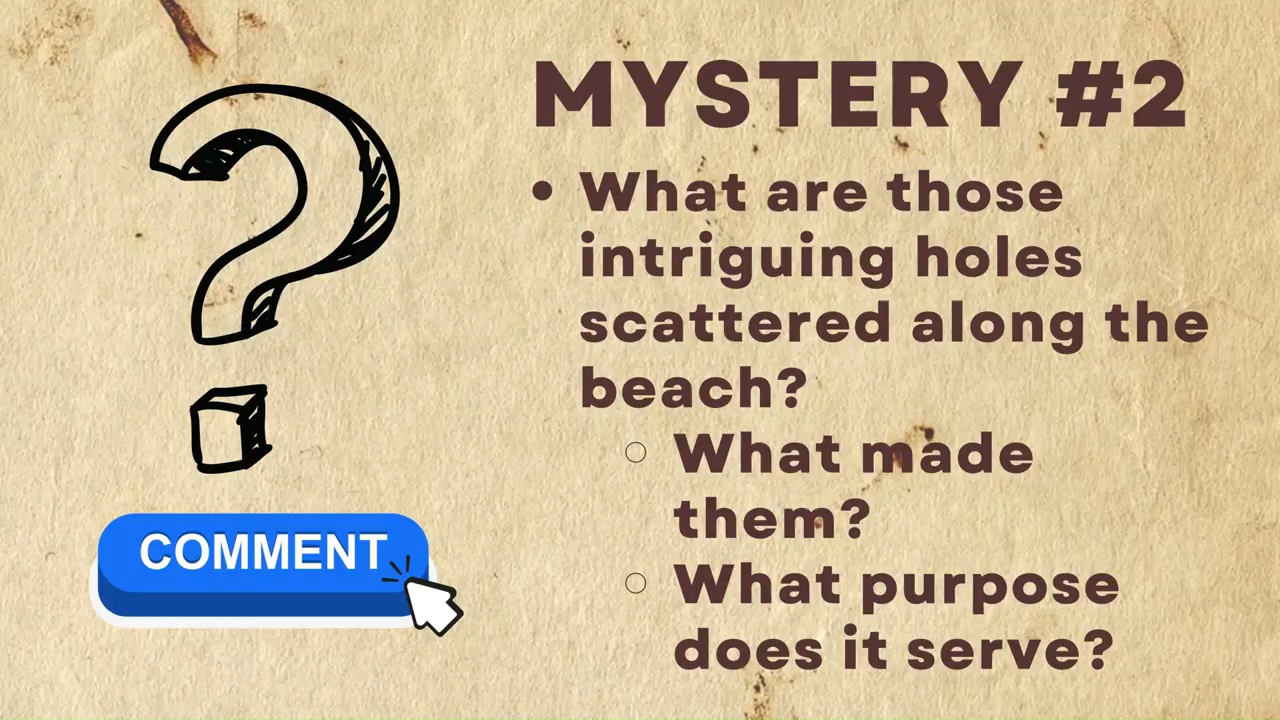 MYSTERY #2
• What are those
intriguing holes
scattered along the
beach?
○ What made
them?
○ What purpose
does it serve?
COMMENT